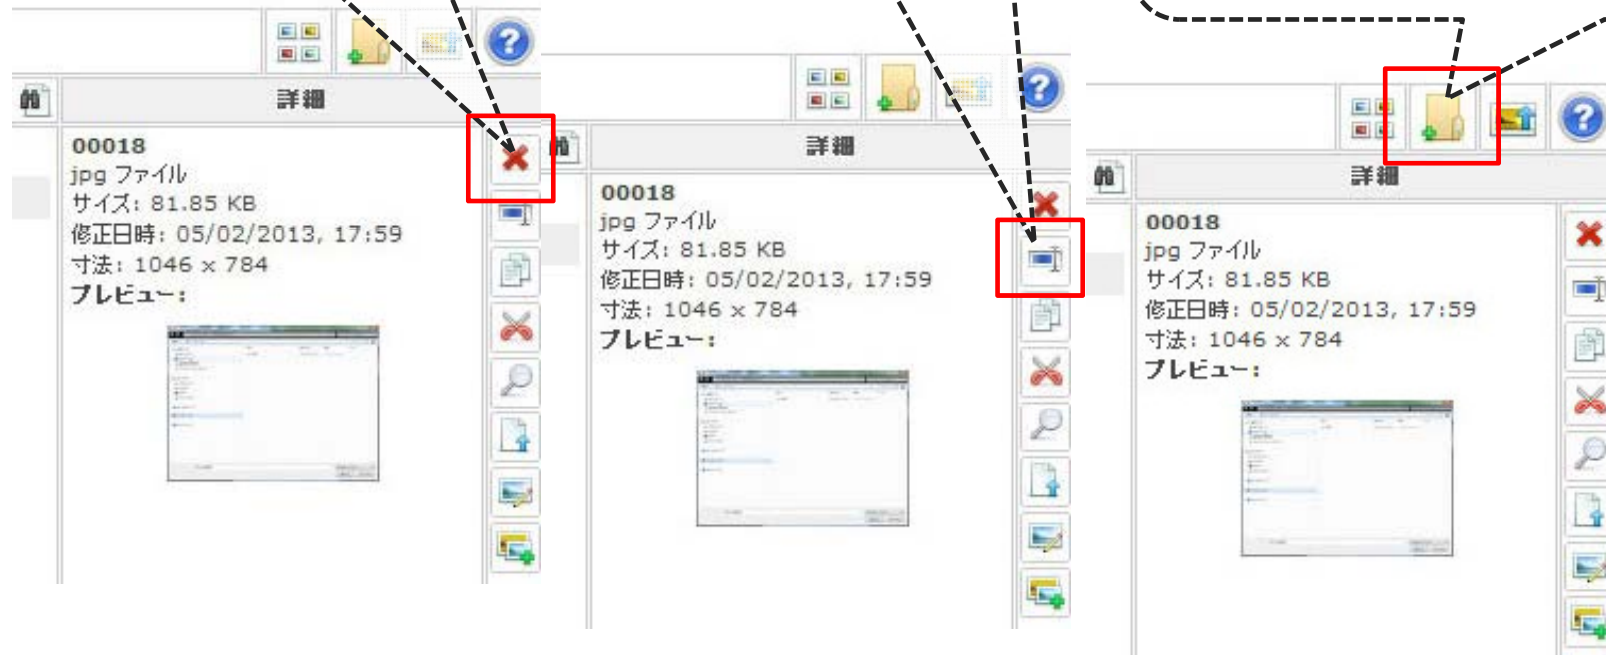 詳細
00018
jpg ファイル
サイズ: 81.85 KB
修正日時: 05/02/2013, 17:59
寸法: 1046 x 784
プレビュー:
詳細
00018
jpg ファイル
サイズ: 81.85 KB
修正日時: 05/02/2013, 17:59
寸法: 1046 x 784
プレビュー:
詳細
00018
jpg ファイル
サイズ: 81.85 KB
修正日時: 05/02/2013, 17:59
寸法: 1046 x 784
プレビュー: